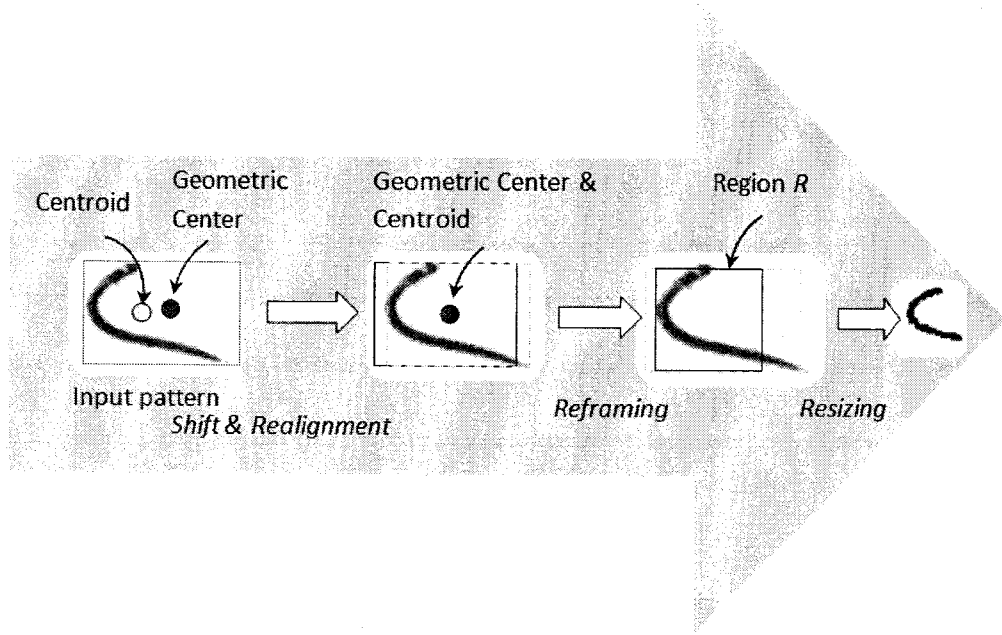 Centroid
Geometric
Center
Geometric Center &
Centroid
Region R
Input pattern
Shift & Realignment
Reframing
Resizing